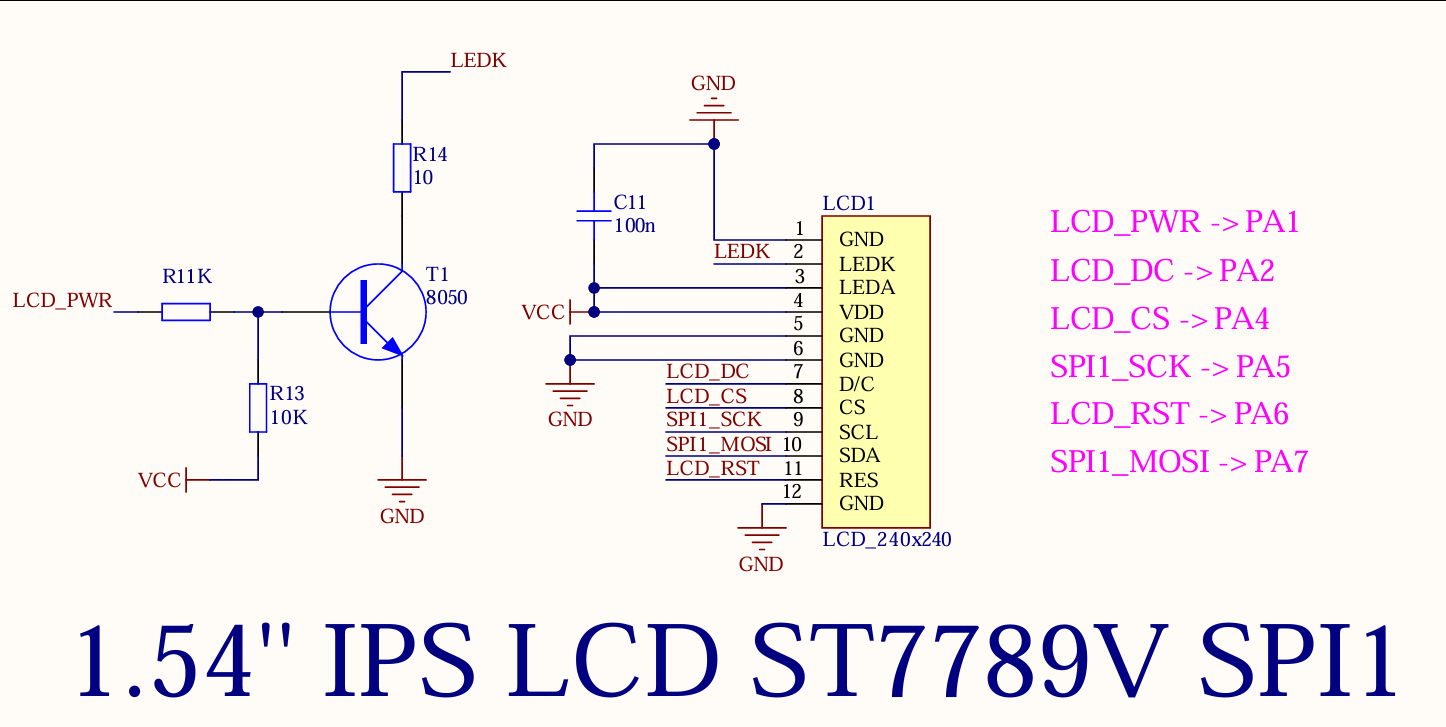 LEDK
R14
10
R11K
LCD_PWR
T1
8050
R13
10K
VCC
GND
GND
C11
100n
LCD1
1 GND
LEDK 2 LEDK
3 LEDA
VCC 4 VDD
5 GND
6 GND
GND
LCD_DC 7 D/C
LCD_CS 8 CS
SPI1_SCK 9 SCL
SPI1_MOSI 10 SDA
LCD_RST 11 RES
12 GND
GND
LCD_240x240
LCD_PWR -> PA1
LCD_DC -> PA2
LCD_CS -> PA4
SPI1_SCK -> PA5
LCD_RST -> PA6
SPI1_MOSI -> PA7
1.54" IPS LCD ST7789V SPI1